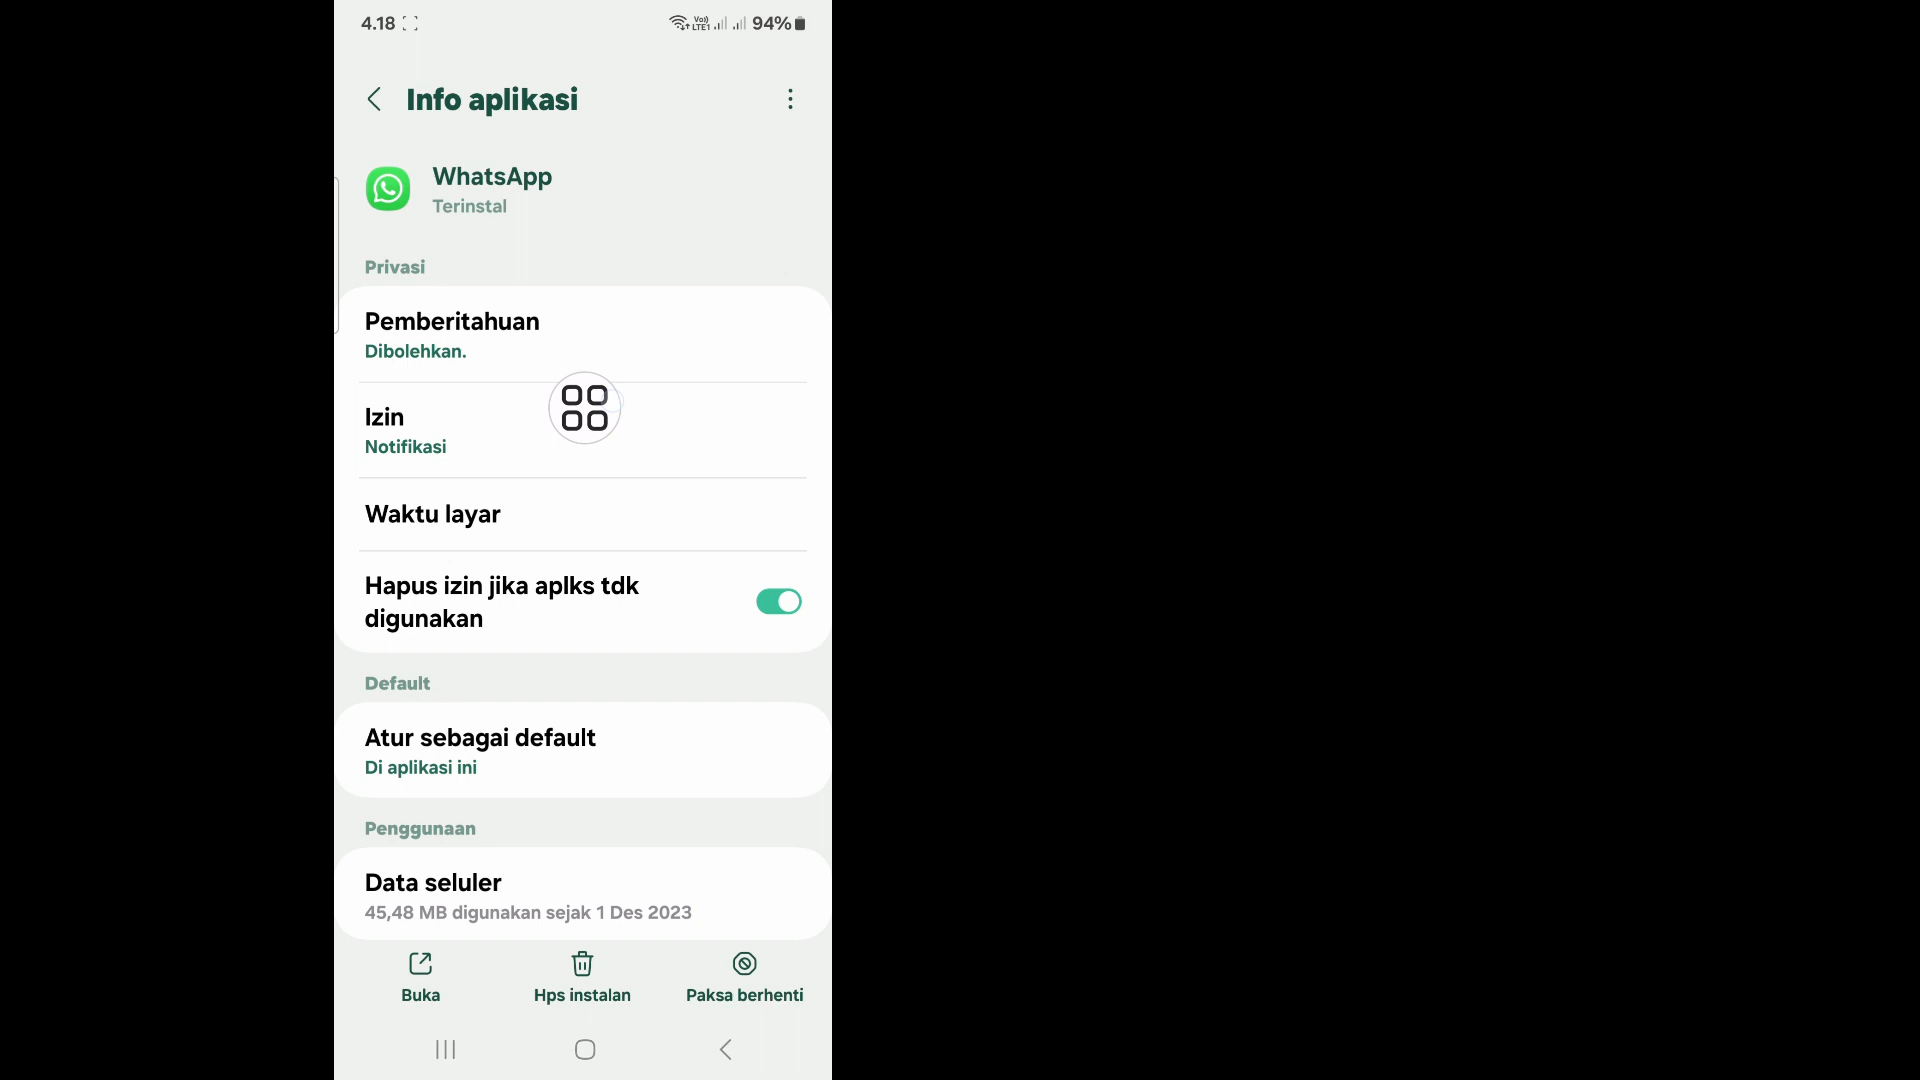 4.18
Vo))
LTE1
94%
Info aplikasi
WhatsApp
Terinstal
Privasi
Pemberitahuan
Dibolehkan.
Izin
Notifikasi
Waktu layar
Hapus izin jika aplks tdk
digunakan
Default
Atur sebagai default
Di aplikasi ini
Penggunaan
Data seluler
45,48 MB digunakan sejak 1 Des 2023
Buka
Hps instalan
Paksa berhenti